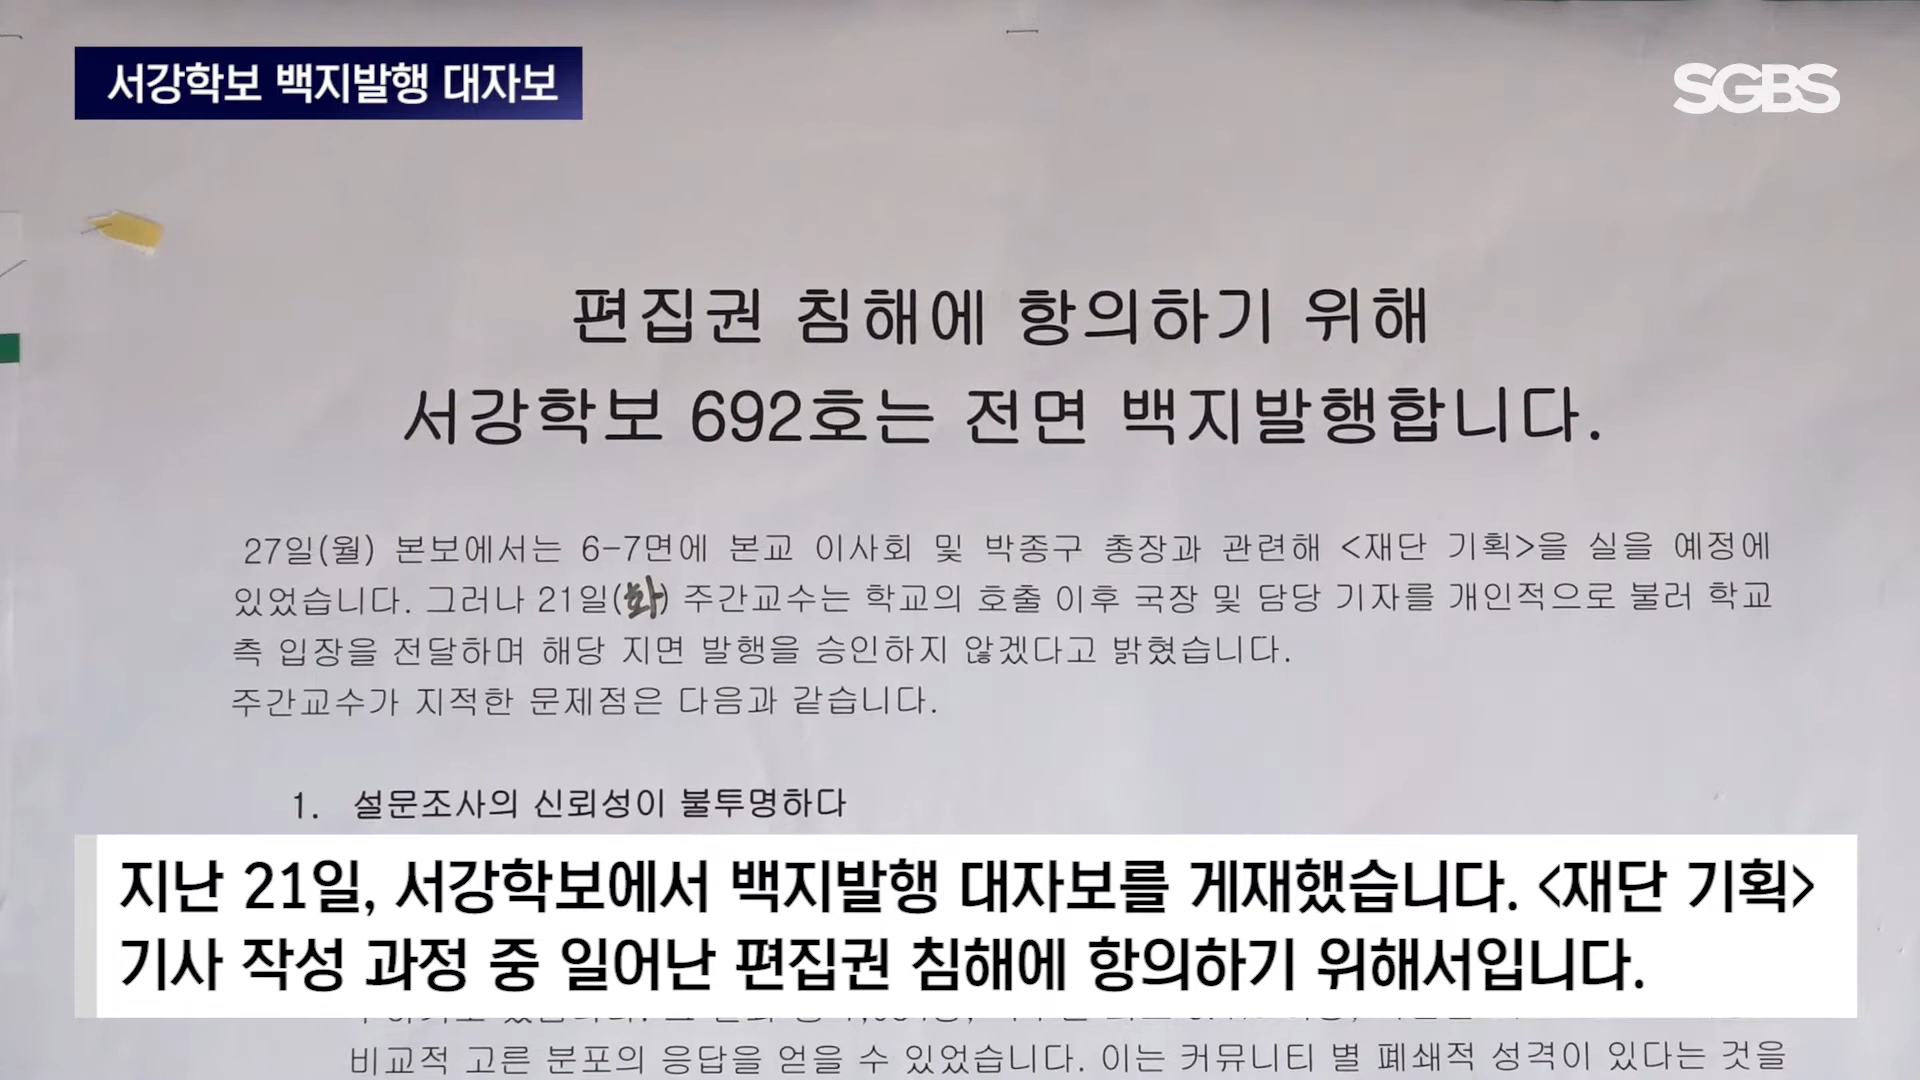 서강학보 백지발행 대자보
SGBS
편집권 침해에 항의하기 위해
서강학보 692호는 전면 백지발행합니다.
27일(월) 본보에서는 6-7면에 본교 이사회 및 박종구 총장과 관련해 <재단 기획>을 실을 예정에
있었습니다. 그러나 21일(화) 주간교수는 학교의 호출 이후 국장 및 담당 기자를 개인적으로 불러 학교
측 입장을 전달하며 해당 지면 발행을 승인하지 않겠다고 밝혔습니다.
주간교수가 지적한 문제점은 다음과 같습니다.
1. 설문조사의 신뢰성이 불투명하다
지난 21일, 서강학보에서 백지발행 대자보를 게재했습니다. <재단 기획>
기사 작성 과정 중 일어난 편집권 침해에 항의하기 위해서입니다.
비교적 고른 분포의 응답을 얻을 수 있었습니다. 이는 커뮤니티 별 폐쇄적 성격이 있다는 것을